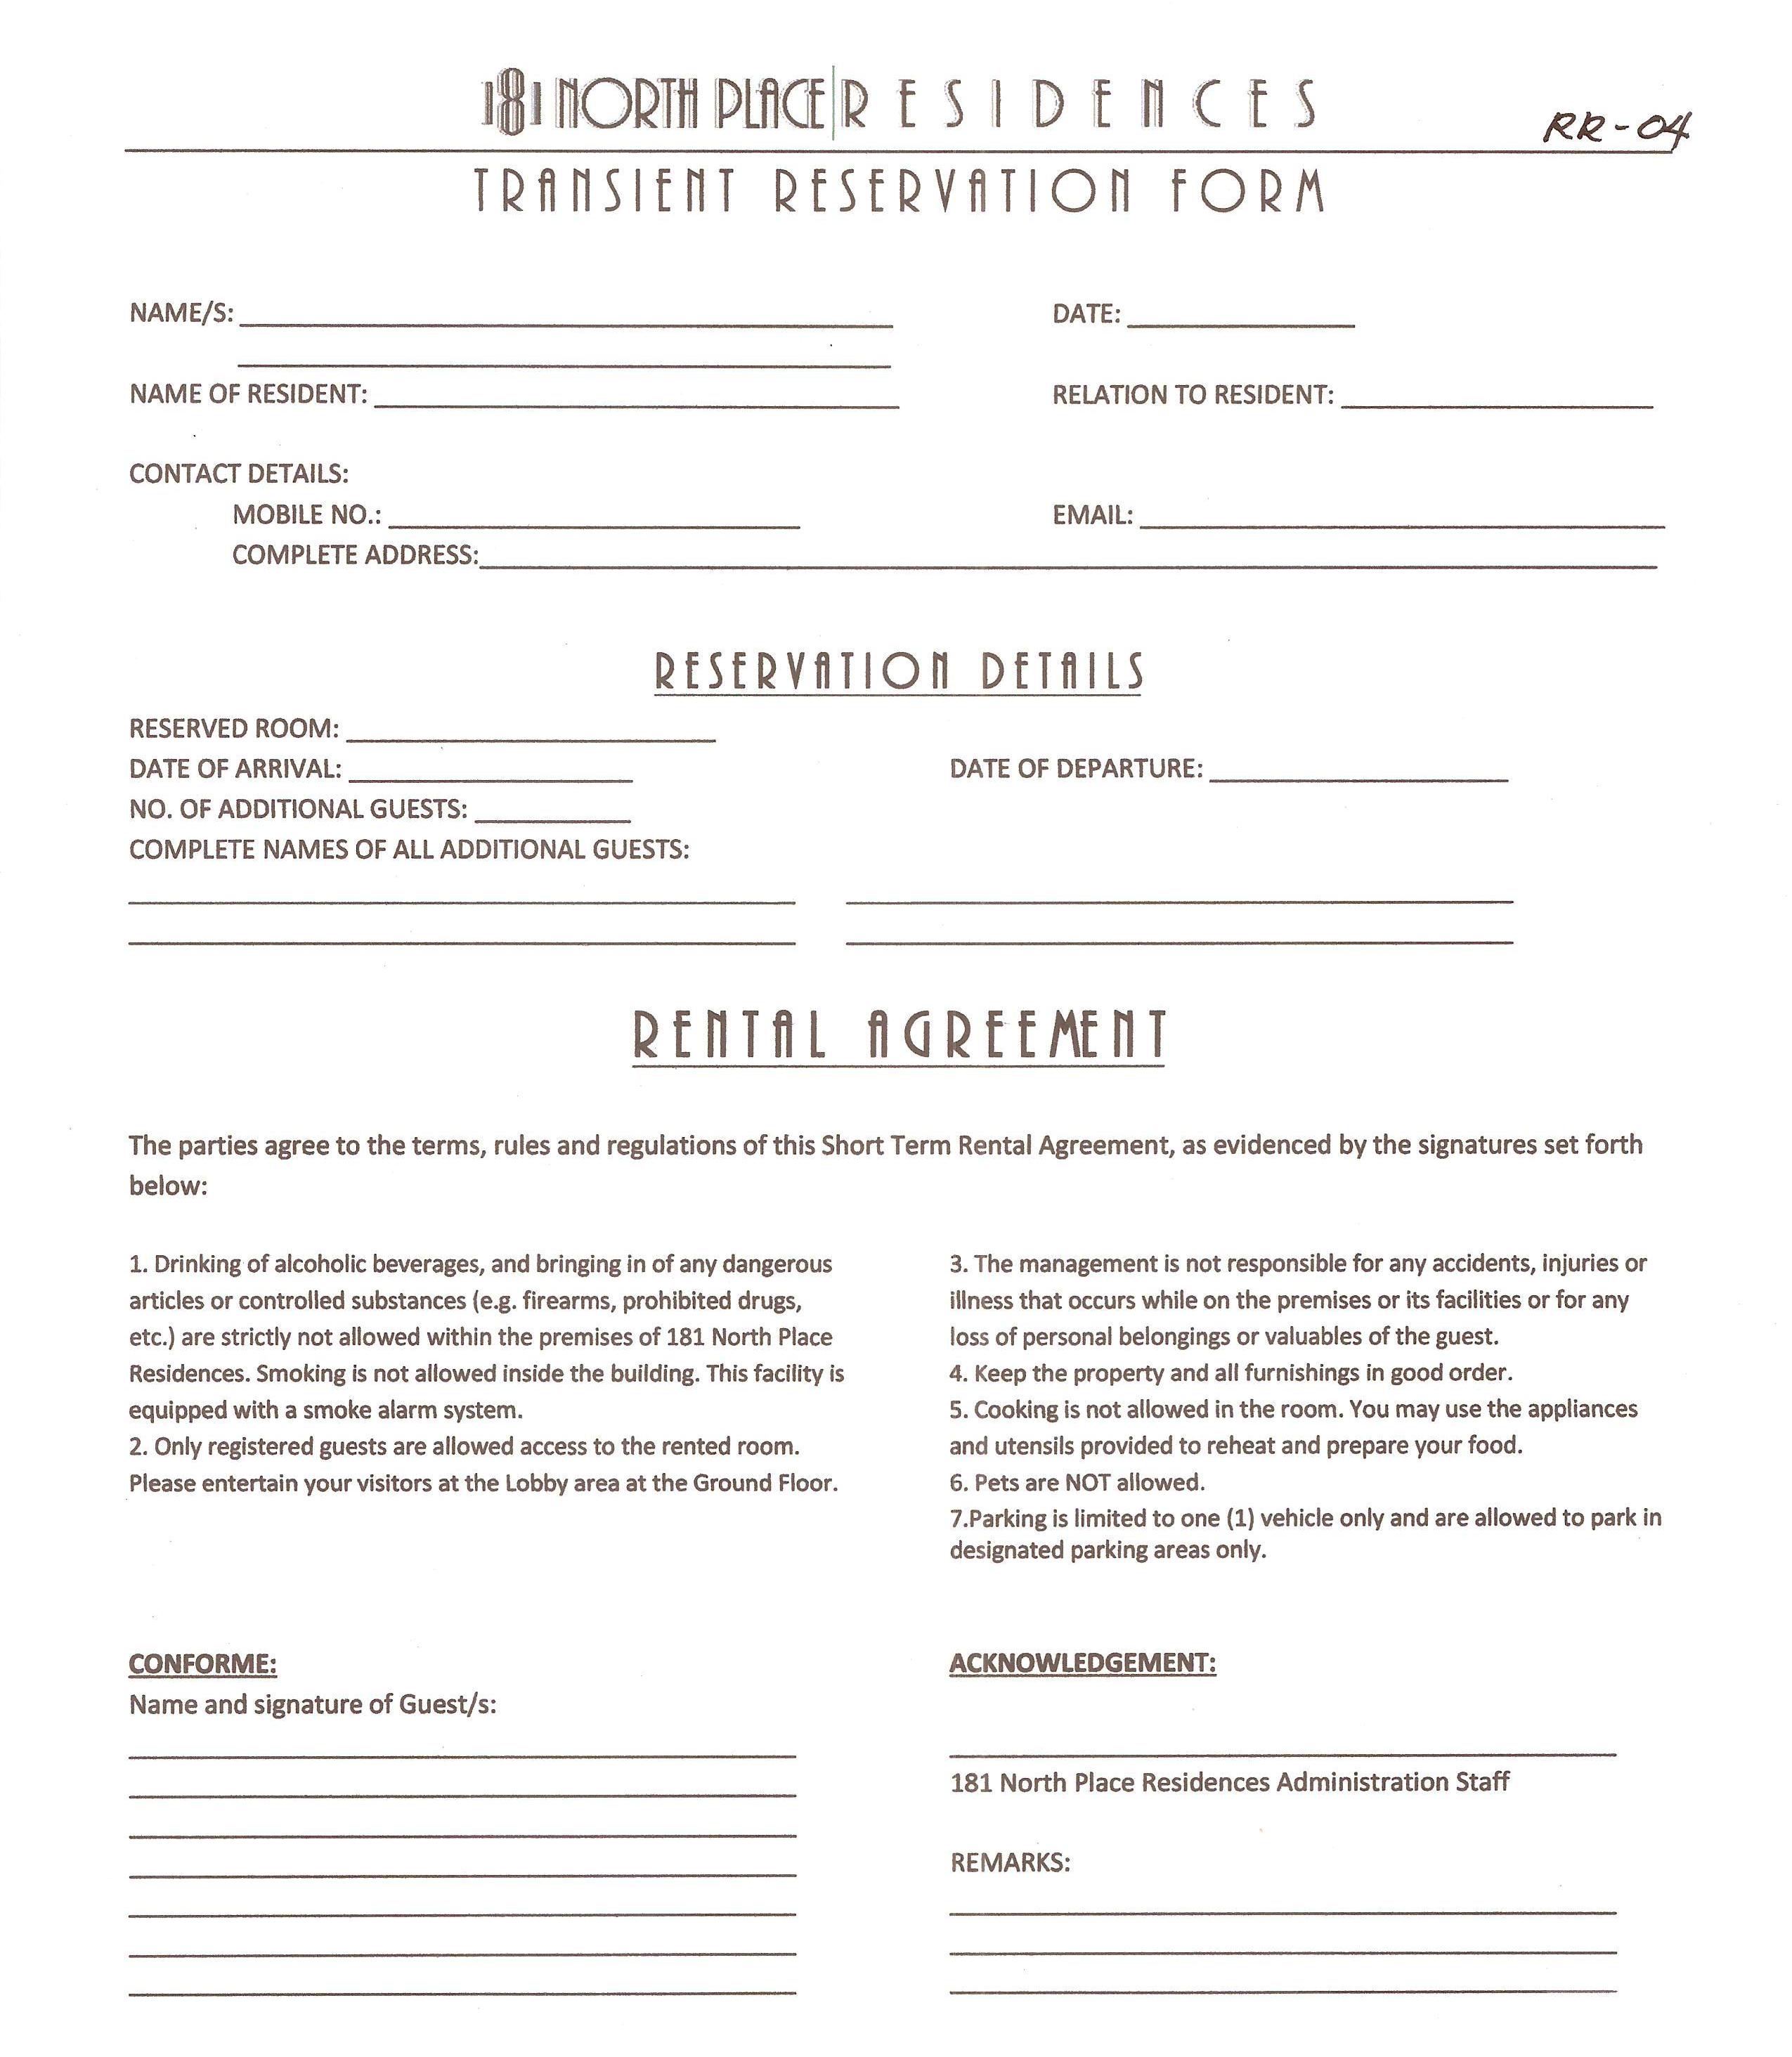 181 NORTH PLACE RESIDENCES
RR-04
TRANSIENT RESERVATION FORM
NAME/S:
DATE:
NAME OF RESIDENT:
RELATION TO RESIDENT:
CONTACT DETAILS:
MOBILE NO.:
EMAIL:
COMPLETE ADDRESS:
RESERVATION DETAILS
RESERVED ROOM:
DATE OF ARRIVAL:
DATE OF DEPARTURE:
NO. OF ADDITIONAL GUESTS:
COMPLETE NAMES OF ALL ADDITIONAL GUESTS:
RENTAL AGREEMENT
The parties agree to the terms, rules and regulations of this Short Term Rental Agreement, as evidenced by the signatures set forth
below:
1. Drinking of alcoholic beverages, and bringing in of any dangerous
articles or controlled substances (e.g. firearms, prohibited drugs,
etc.) are strictly not allowed within the premises of 181 North Place
Residences. Smoking is not allowed inside the building. This facility is
equipped with a smoke alarm system.
2. Only registered guests are allowed access to the rented room.
Please entertain your visitors at the Lobby area at the Ground Floor.
3. The management is not responsible for any accidents, injuries or
illness that occurs while on the premises or its facilities or for any
loss of personal belongings or valuables of the guest.
4. Keep the property and all furnishings in good order.
5. Cooking is not allowed in the room. You may use the appliances
and utensils provided to reheat and prepare your food.
6. Pets are NOT allowed.
7.Parking is limited to one (1) vehicle only and are allowed to park in
designated parking areas only.
CONFORME:
Name and signature of Guest/s:
ACKNOWLEDGEMENT:
181 North Place Residences Administration Staff
REMARKS: